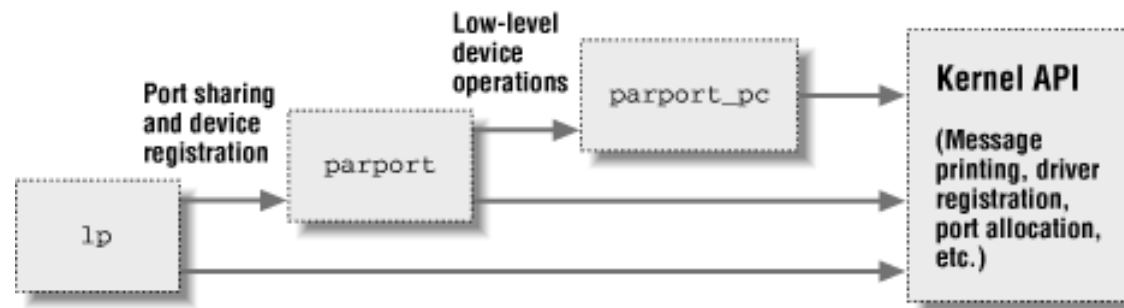 Low-level
device
operations
Port sharing
and device
registration
lp
parport
parport_pc
Kernel API
(Message
printing, driver
registration,
port allocation,
etc.)